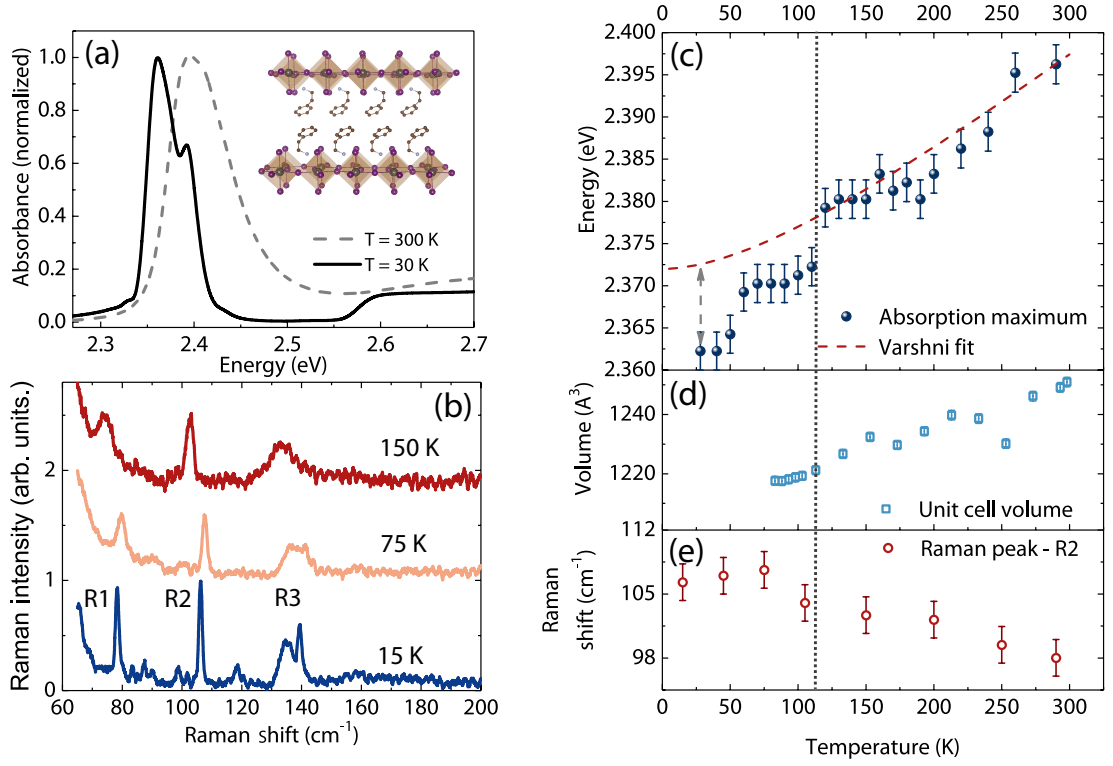 (a)
Absorbance (normalized)
1.0
0.8
0.6
0.4
0.2
0.0
T = 300 K
T = 30 K
2.3 2.4 2.5 2.6 2.7
Energy (eV)
(b)
Raman intensity (arb. units.)
2
1
0
150 K
75 K
R1 R2 R3
15 K
60 80 100 120 140 160 180 200
Raman shift (cm⁻¹)
0 50 100 150 200 250 300
(c)
Energy (eV)
2.400
2.395
2.390
2.385
2.380
2.375
2.370
2.365
2.360
Absorption maximum
Varshni fit
(d)
Volume (A³)
1240
1220
Unit cell volume
(e)
Raman
shift (cm⁻¹)
112
105
98
Raman peak - R2
0 50 100 150 200 250 300
Temperature (K)